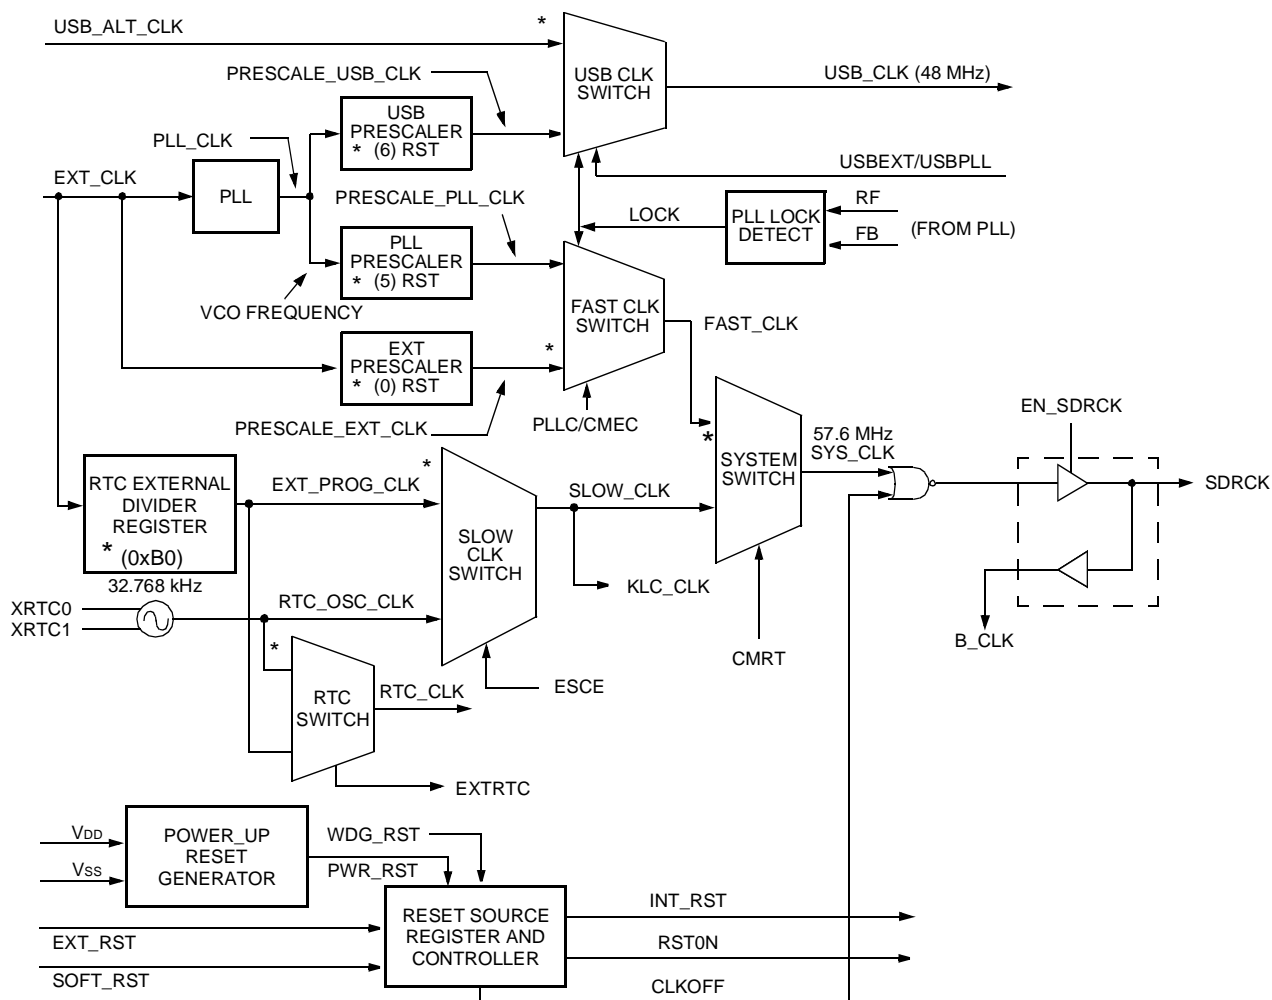 USB_ALT_CLK
*
PRESCALE_USB_CLK
USB CLK
SWITCH
USB_CLK (48 MHz)
USB
PRESCALER
* (6) RST
PLL_CLK
EXT_CLK
PLL
USBEXT/USBPLL
PRESCALE_PLL_CLK
LOCK
PLL LOCK
DETECT
RF
FB
(FROM PLL)
PLL
PRESCALER
* (5) RST
VCO FREQUENCY
FAST CLK
SWITCH
FAST_CLK
EXT
PRESCALER
* (0) RST
*
PRESCALE_EXT_CLK
PLLC/CMEC
*
SYSTEM
SWITCH
57.6 MHz
SYS_CLK
EN_SDRCK
SDRCK
RTC EXTERNAL
DIVIDER
REGISTER
* (0xB0)
EXT_PROG_CLK
*
SLOW
CLK
SWITCH
SLOW_CLK
KLC_CLK
B_CLK
CMRT
32.768 kHz
XRTC0
XRTC1
RTC_OSC_CLK
*
RTC
SWITCH
RTC_CLK
ESCE
EXTRTC
VDD
VSS
POWER_UP
RESET
GENERATOR
WDG_RST
PWR_RST
EXT_RST
SOFT_RST
RESET SOURCE
REGISTER AND
CONTROLLER
INT_RST
RST0N
CLKOFF